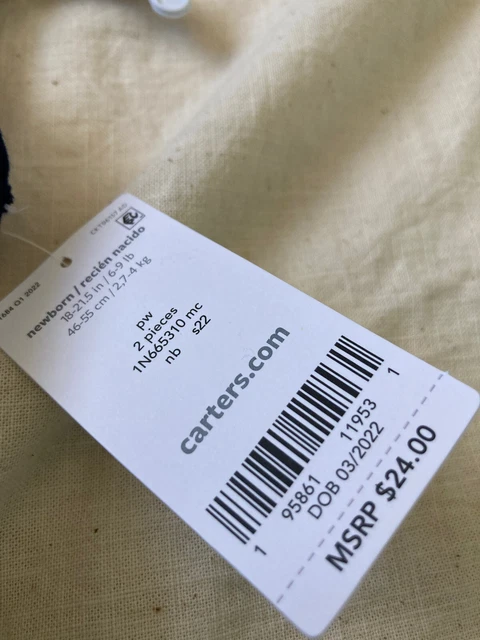 newborn / recién nacido
18-21.5 in / 6-9 lb
46-55 cm / 2,7-4 kg
pw
2 pieces
1N665310 mc
nb s22
carters.com
1 95861 11953 1
DOB 03/2022
MSRP $24.00